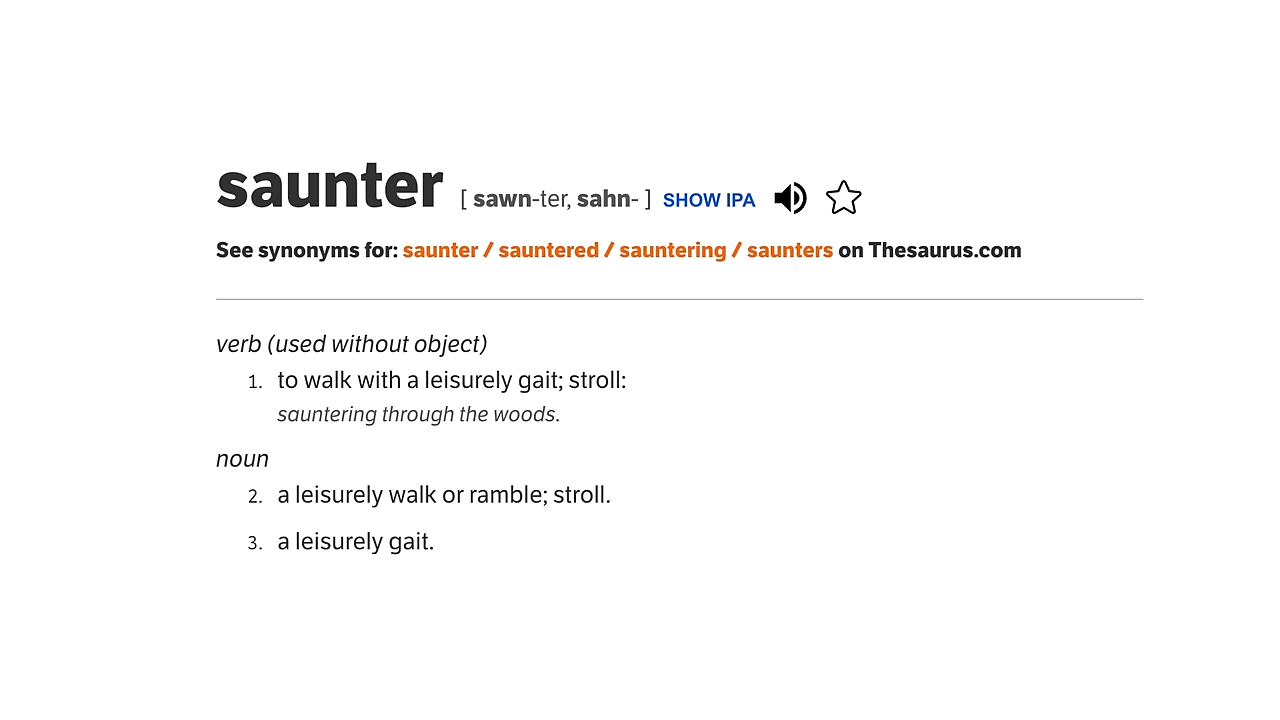 saunter [ sawn-ter, sahn- ] SHOW IPA
See synonyms for: saunter / sauntered / sauntering / saunters on Thesaurus.com
verb (used without object)
1. to walk with a leisurely gait; stroll:
sauntering through the woods.
noun
2. a leisurely walk or ramble; stroll.
3. a leisurely gait.